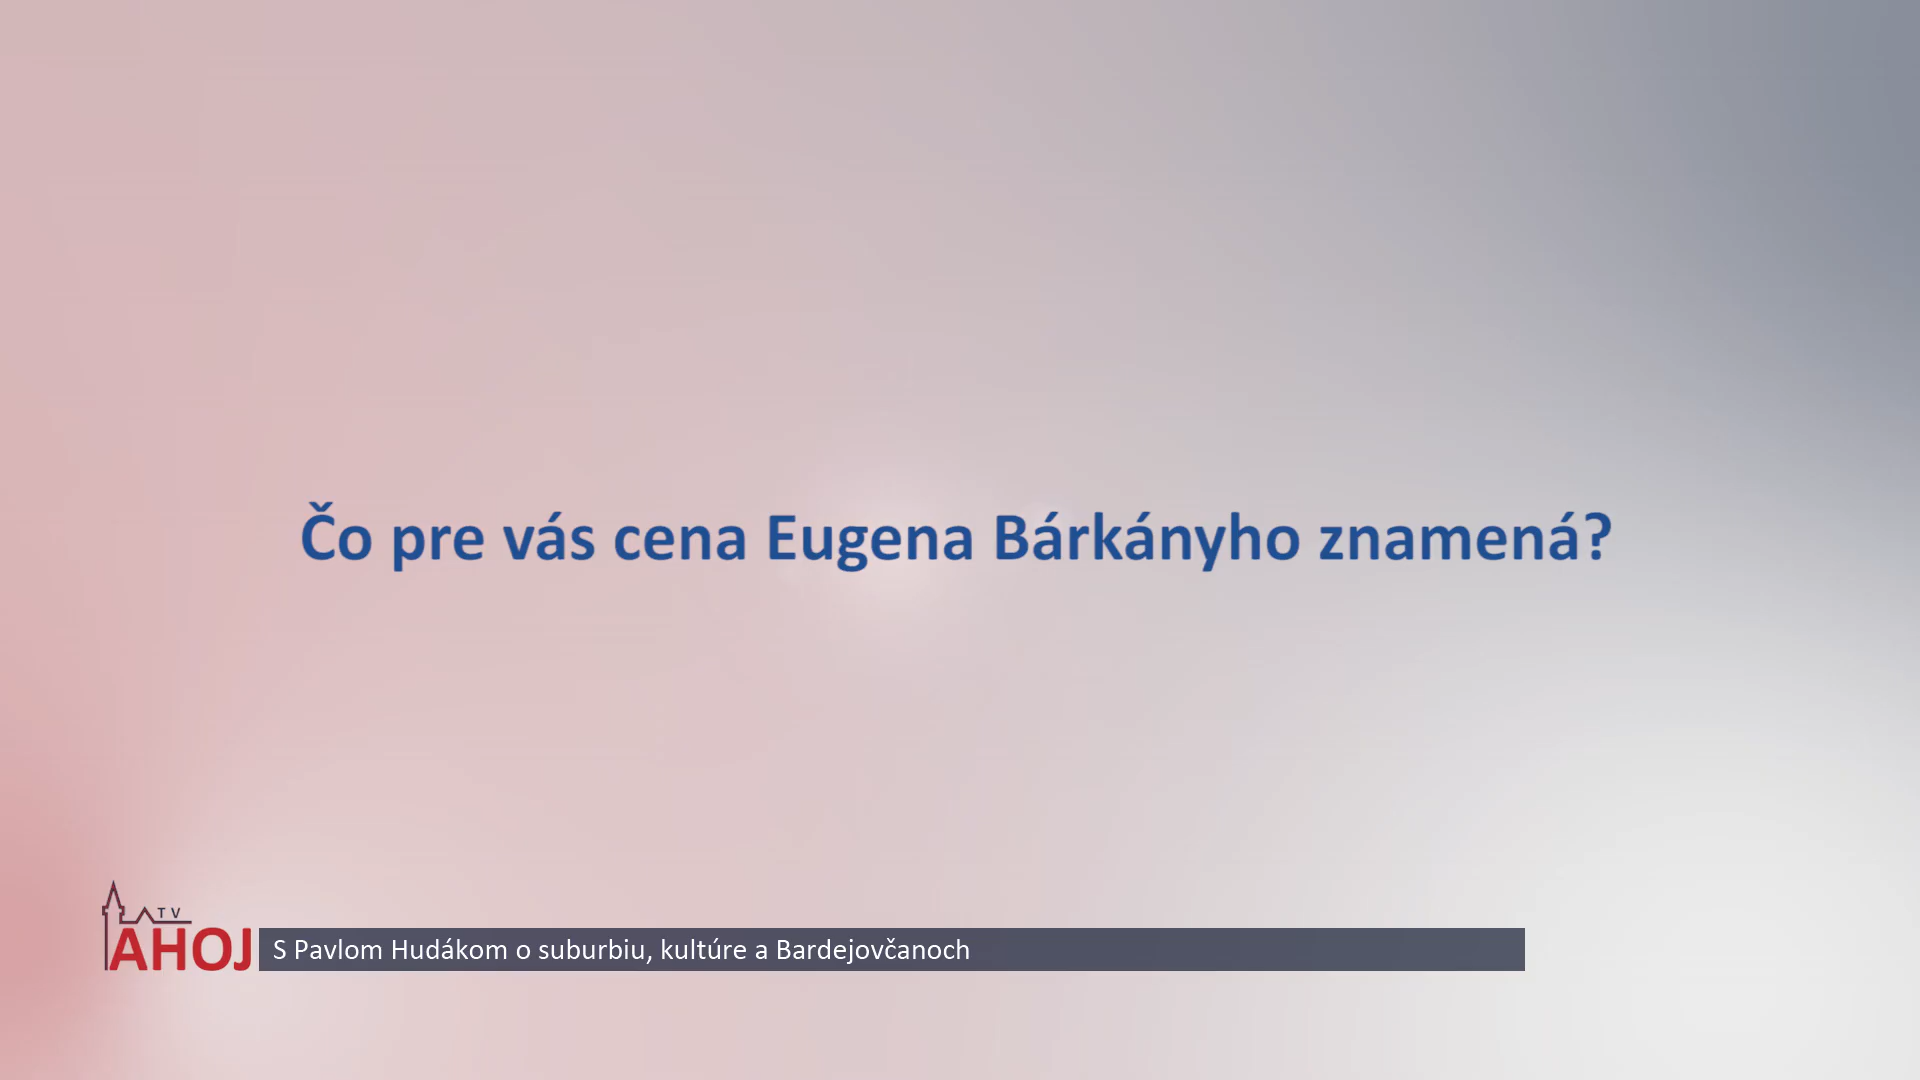 Čo pre vás cena Eugena Bárkányho znamená?
TV
AHOJ
S Pavlom Hudákom o suburbiu, kultúre a Bardejovčanoch